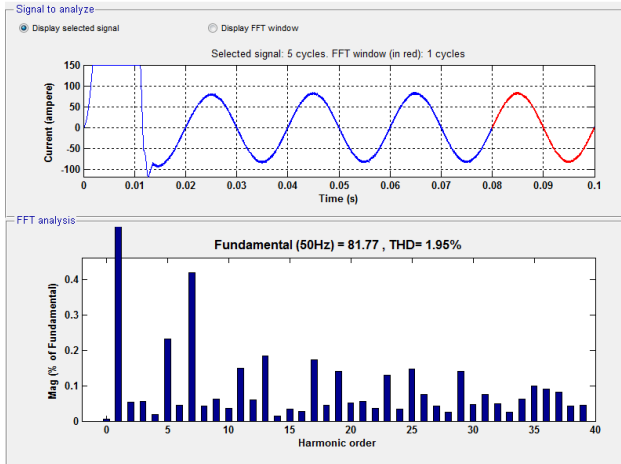 Signal to analyze
Display selected signal Display FFT window
Selected signal: 5 cycles. FFT window (in red): 1 cycles
Current (ampere)
150
100
50
0
-50
-100
0 0.01 0.02 0.03 0.04 0.05 0.06 0.07 0.08 0.09 0.1
Time (s)
FFT analysis
Fundamental (50Hz) = 81.77 , THD= 1.95%
Mag (% of Fundamental)
0.4
0.3
0.2
0.1
0
0 5 10 15 20 25 30 35 40
Harmonic order